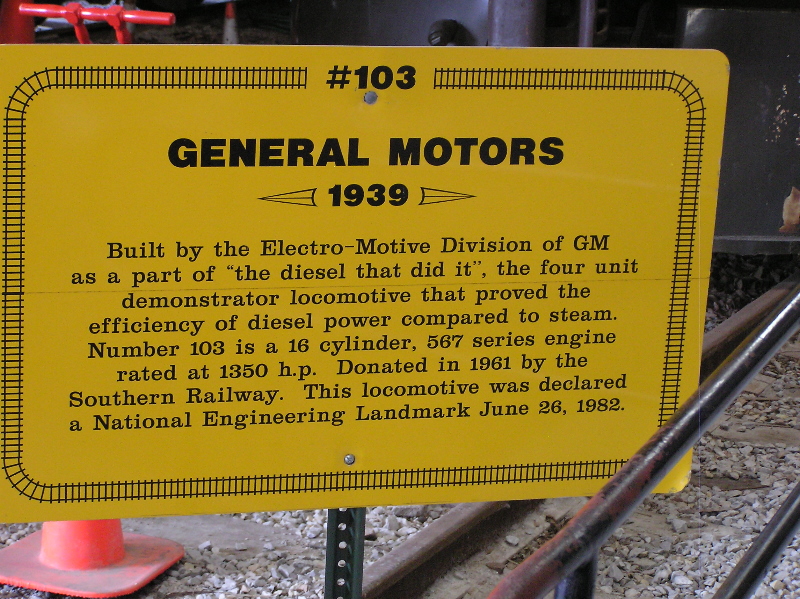 #103
GENERAL MOTORS
1939
Built by the Electro-Motive Division of GM
as a part of "the diesel that did it", the four unit
demonstrator locomotive that proved the
efficiency of diesel power compared to steam.
Number 103 is a 16 cylinder, 567 series engine
rated at 1350 h.p. Donated in 1961 by the
Southern Railway. This locomotive was declared
a National Engineering Landmark June 26, 1982.